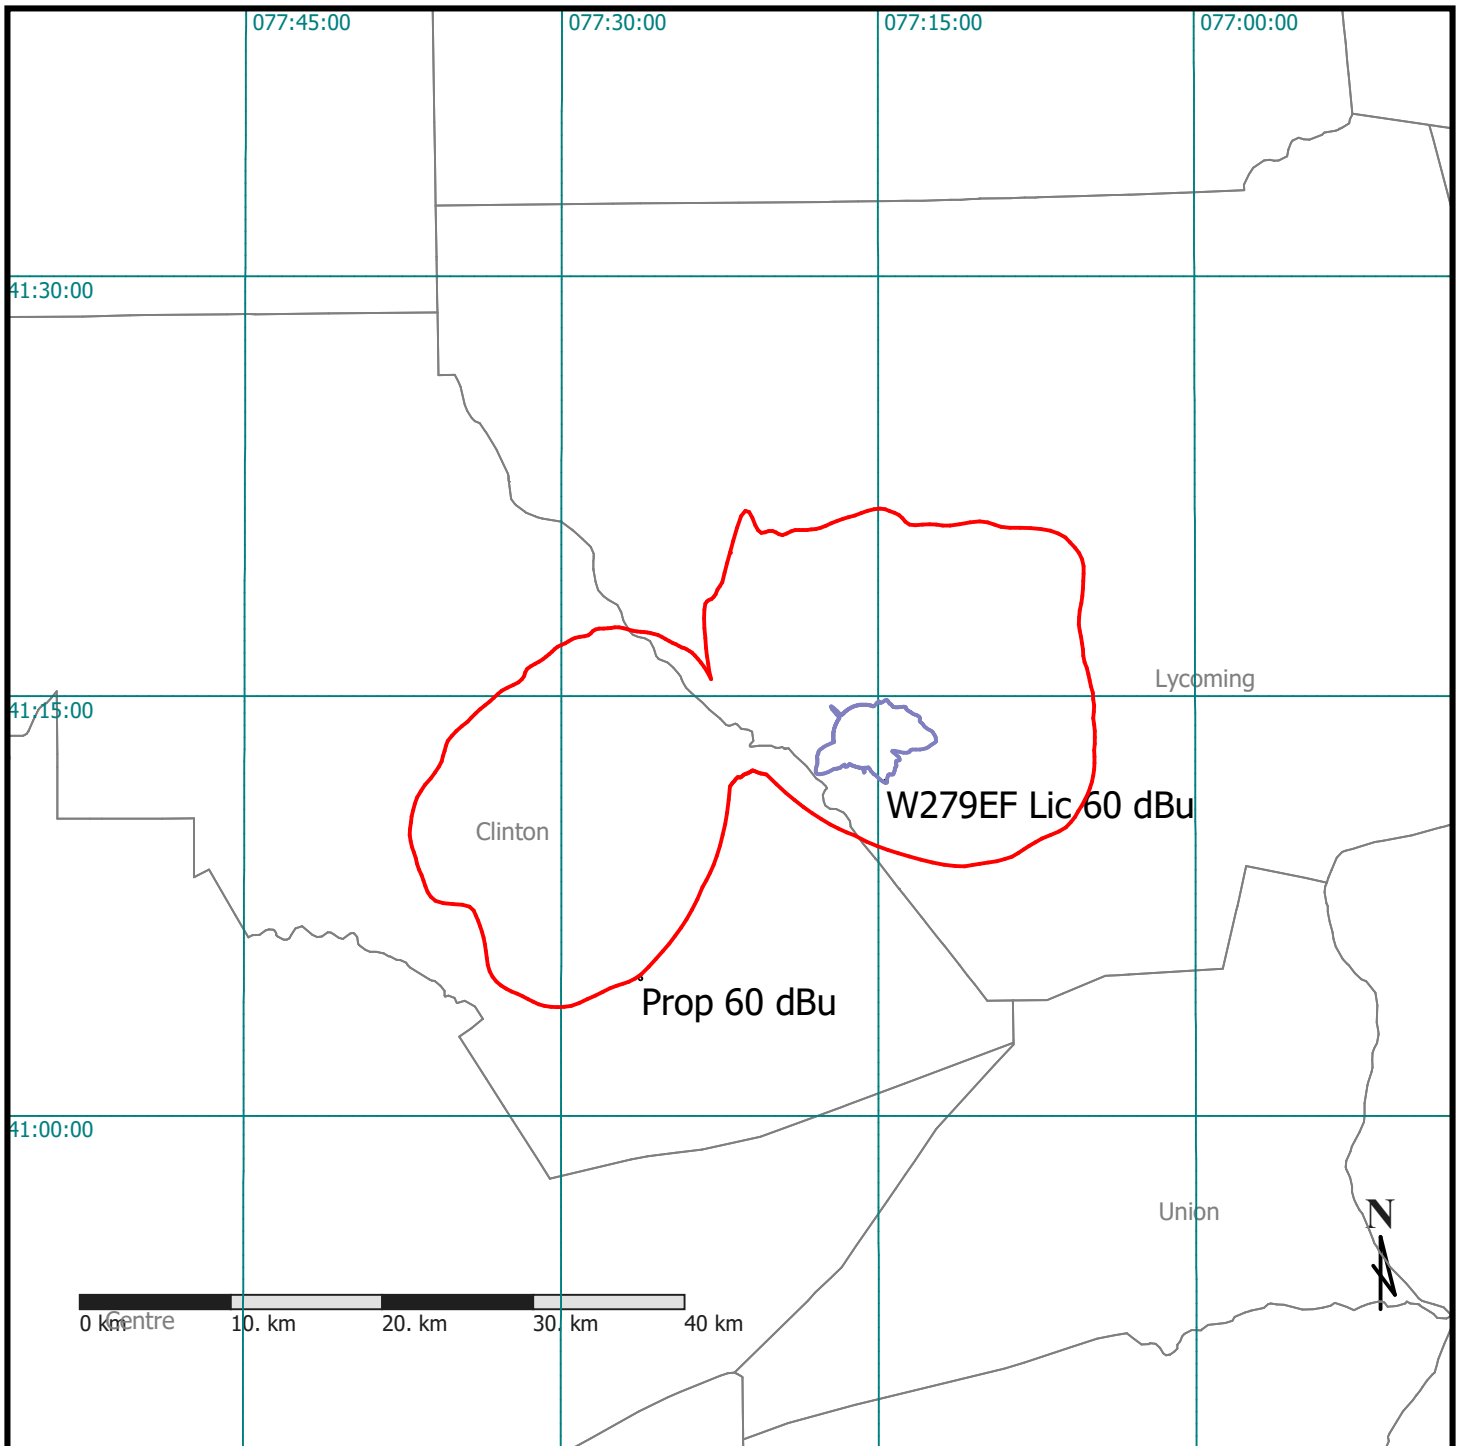 077:45:00
077:30:00
077:15:00
077:00:00
41:30:00
Lycoming
41:15:00
W279EF Lic 60 dBu
Clinton
Prop 60 dBu
41:00:00
Union
N
Centre
0 km
10. km
20. km
30. km
40 km